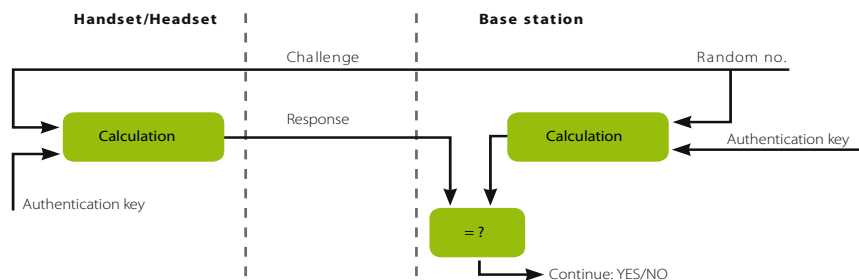 Handset/Headset
Base station
Challenge
Random no.
Response
Calculation
Calculation
Authentication key
Authentication key
= ?
Continue: YES/NO